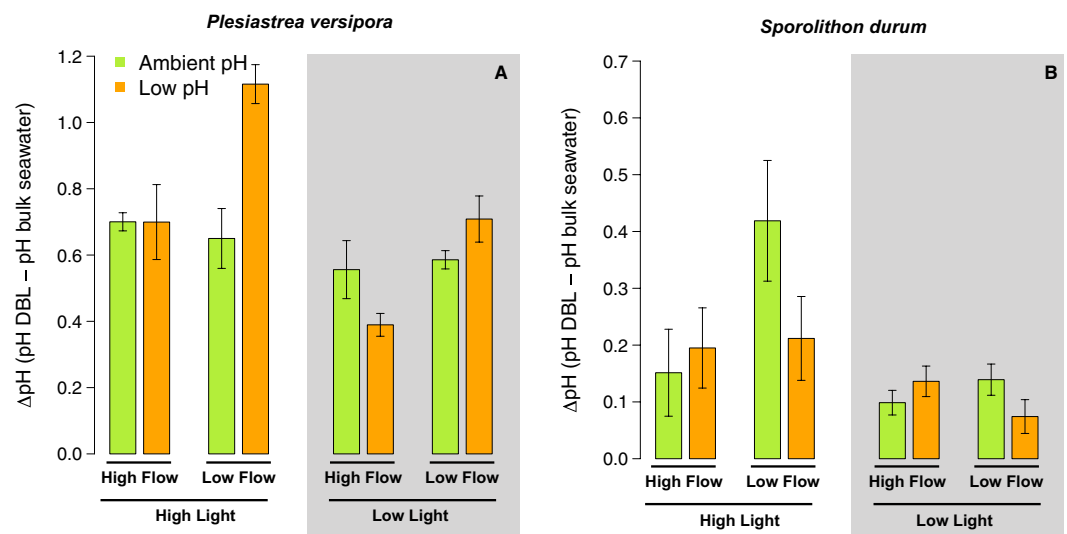 Plesiastrea versipora
ΔpH (pH DBL – pH bulk seawater)
1.2
1.0
0.8
0.6
0.4
0.2
0.0
Ambient pH
Low pH
A
High Flow Low Flow High Flow Low Flow
High Light Low Light
Sporolithon durum
ΔpH (pH DBL – pH bulk seawater)
0.7
0.6
0.5
0.4
0.3
0.2
0.1
0.0
B
High Flow Low Flow High Flow Low Flow
High Light Low Light